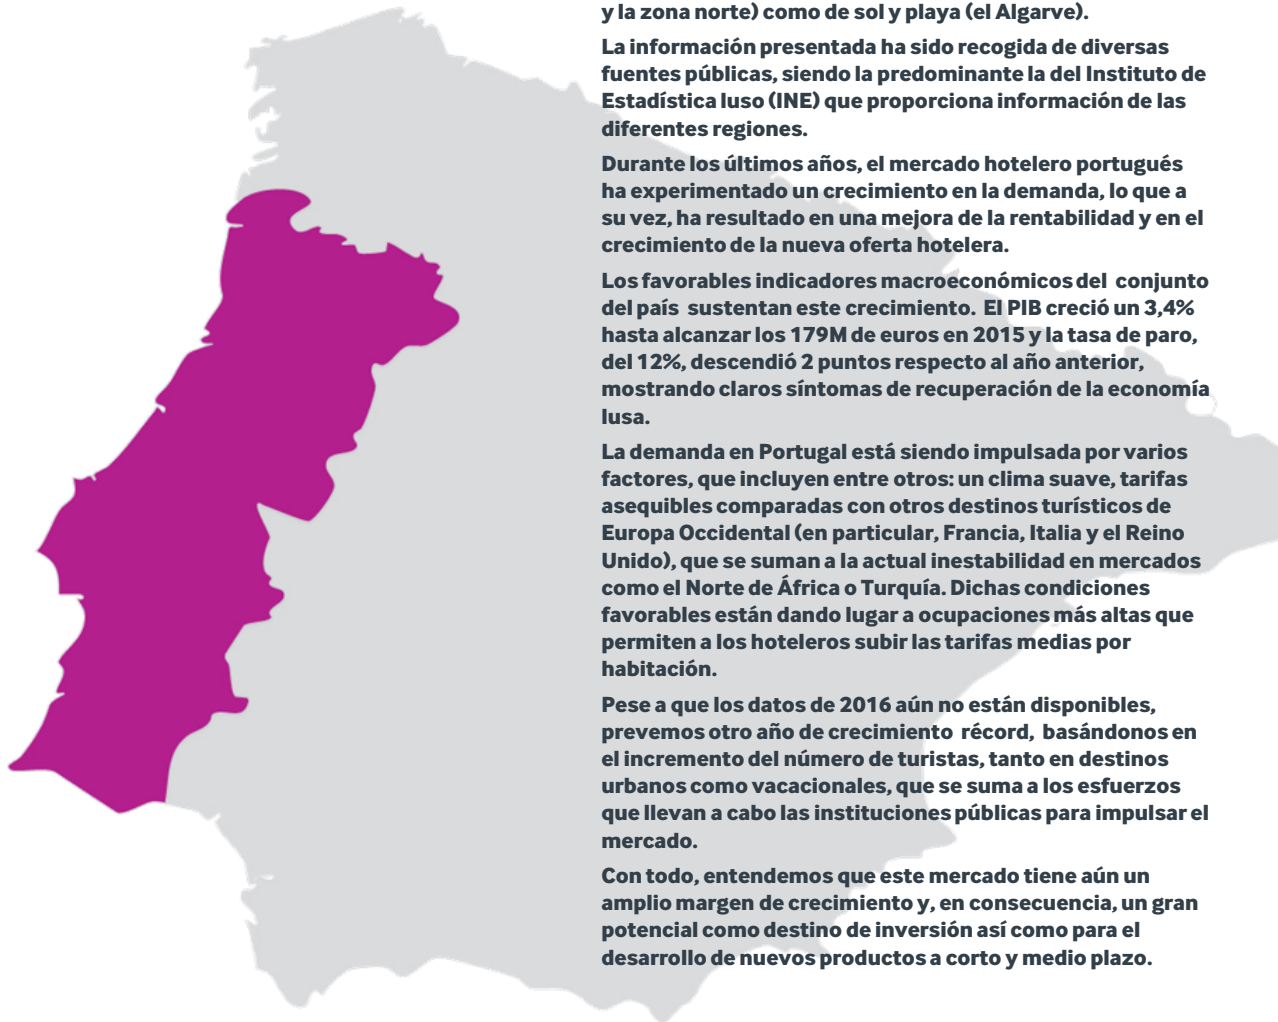 y la zona norte) como de sol y playa (el Algarve).
La información presentada ha sido recogida de diversas
fuentes públicas, siendo la predominante la del Instituto de
Estadística luso (INE) que proporciona información de las
diferentes regiones.
Durante los últimos años, el mercado hotelero portugués
ha experimentado un crecimiento en la demanda, lo que a
su vez, ha resultado en una mejora de la rentabilidad y en el
crecimiento de la nueva oferta hotelera.
Los favorables indicadores macroeconómicos del conjunto
del país sustentan este crecimiento. El PIB creció un 3,4%
hasta alcanzar los 179M de euros en 2015 y la tasa de paro,
del 12%, descendió 2 puntos respecto al año anterior,
mostrando claros síntomas de recuperación de la economía
lusa.
La demanda en Portugal está siendo impulsada por varios
factores, que incluyen entre otros: un clima suave, tarifas
asequibles comparadas con otros destinos turísticos de
Europa Occidental (en particular, Francia, Italia y el Reino
Unido), que se suman a la actual inestabilidad en mercados
como el Norte de África o Turquía. Dichas condiciones
favorables están dando lugar a ocupaciones más altas que
permiten a los hoteleros subir las tarifas medias por
habitación.
Pese a que los datos de 2016 aún no están disponibles,
prevemos otro año de crecimiento récord, basándonos en
el incremento del número de turistas, tanto en destinos
urbanos como vacacionales, que se suma a los esfuerzos
que llevan a cabo las instituciones públicas para impulsar el
mercado.
Con todo, entendemos que este mercado tiene aún un
amplio margen de crecimiento y, en consecuencia, un gran
potencial como destino de inversión así como para el
desarrollo de nuevos productos a corto y medio plazo.